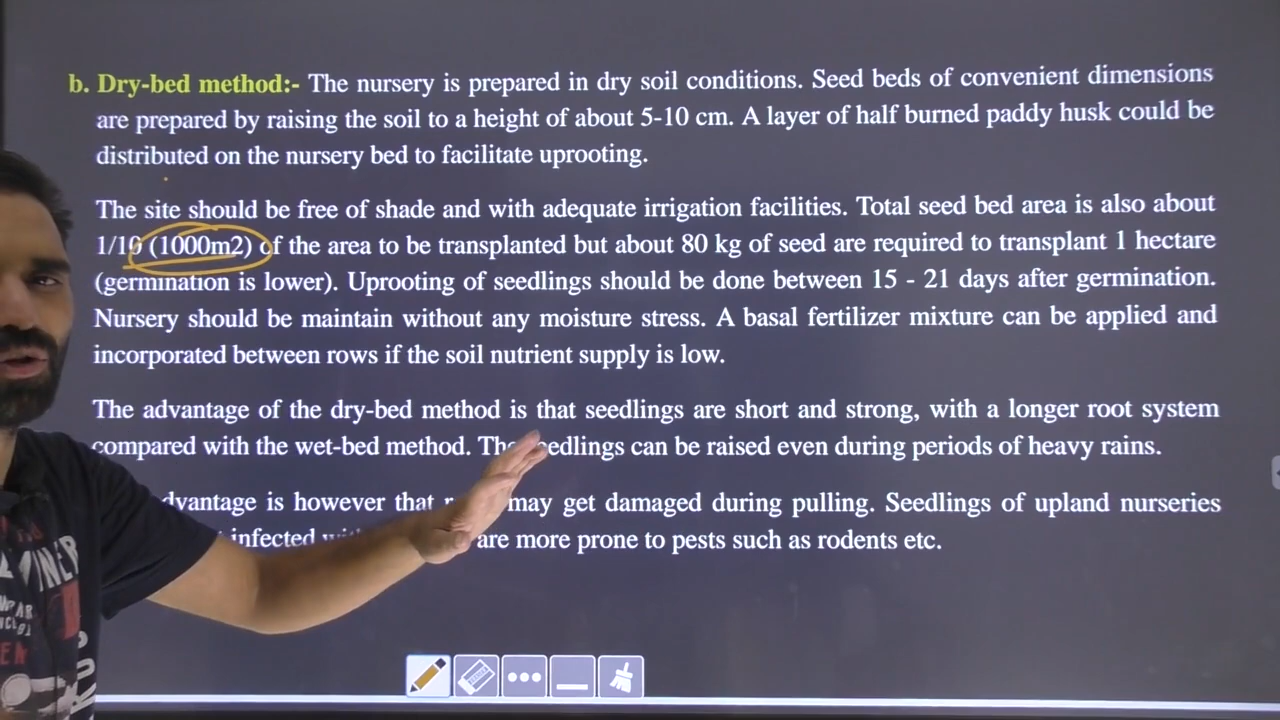 b. Dry-bed method:- The nursery is prepared in dry soil conditions. Seed beds of convenient dimensions
are prepared by raising the soil to a height of about 5-10 cm. A layer of half burned paddy husk could be
distributed on the nursery bed to facilitate uprooting.
The site should be free of shade and with adequate irrigation facilities. Total seed bed area is also about
1/10 (1000m2) of the area to be transplanted but about 80 kg of seed are required to transplant 1 hectare
(germination is lower). Uprooting of seedlings should be done between 15 - 21 days after germination.
Nursery should be maintain without any moisture stress. A basal fertilizer mixture can be applied and
incorporated between rows if the soil nutrient supply is low.
The advantage of the dry-bed method is that seedlings are short and strong, with a longer root system
compared with the wet-bed method. The seedlings can be raised even during periods of heavy rains.
is however that may get damaged during pulling. Seedlings of upland nurseries
infected are more prone to pests such as rodents etc.